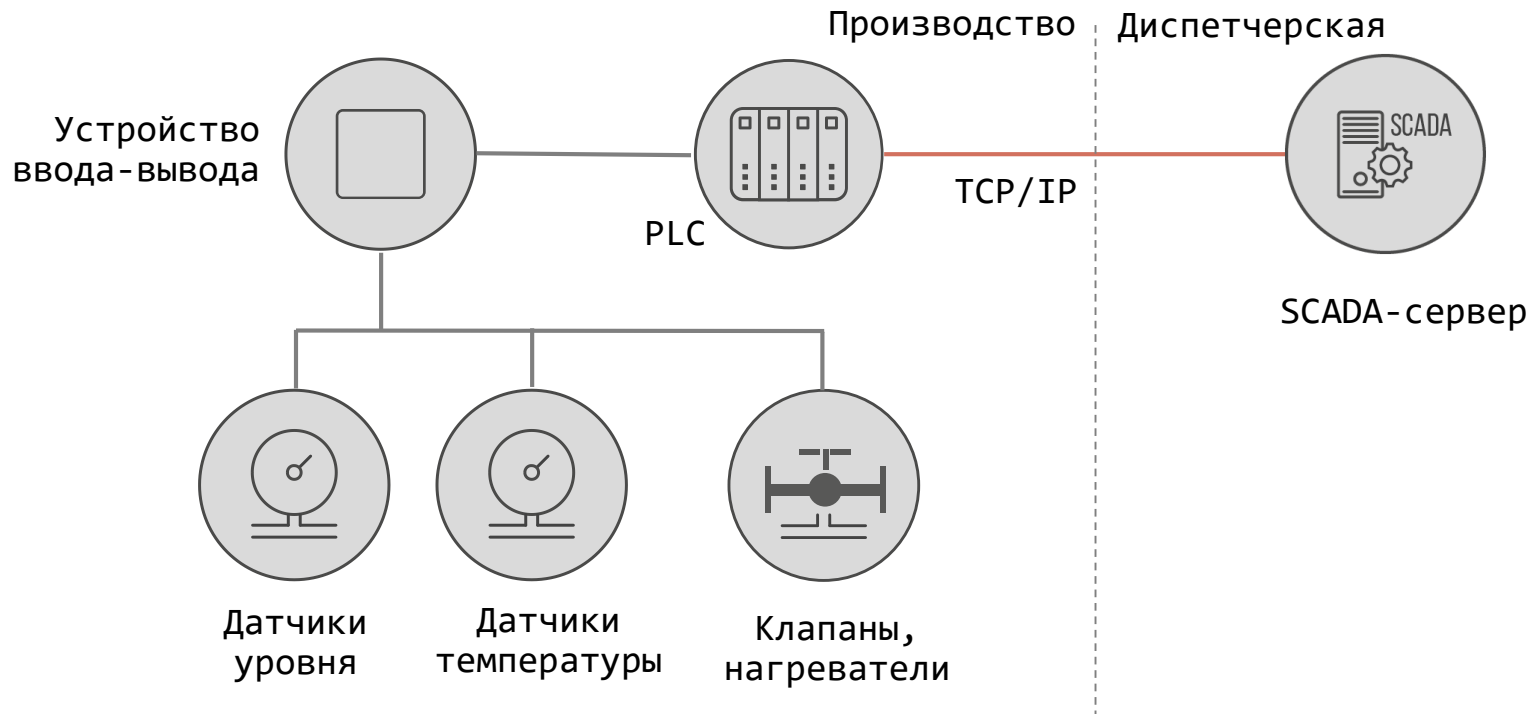 Производство
Диспетчерская
Устройство
ввода-вывода
SCADA
TCP/IP
PLC
SCADA-сервер
Датчики
уровня
Датчики
температуры
Клапаны,
нагреватели